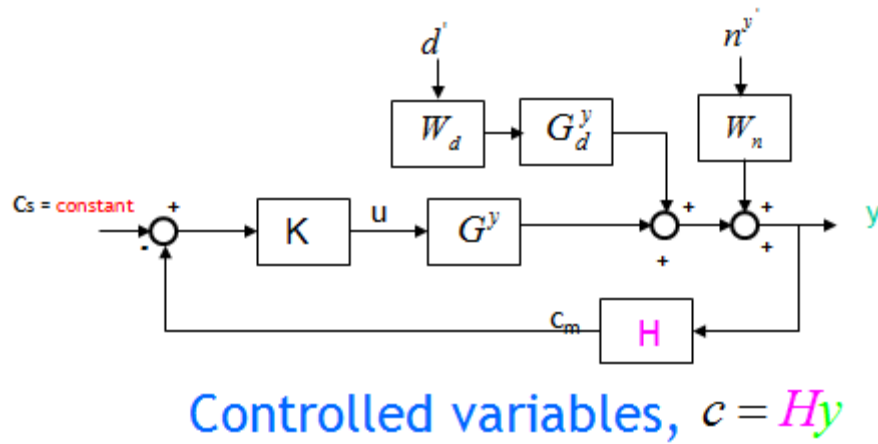 d' n^{y'}
W_d G_d^y W_n
Cs = constant + K u G^y + + + y
- + +
C_m H
Controlled variables, c = Hy